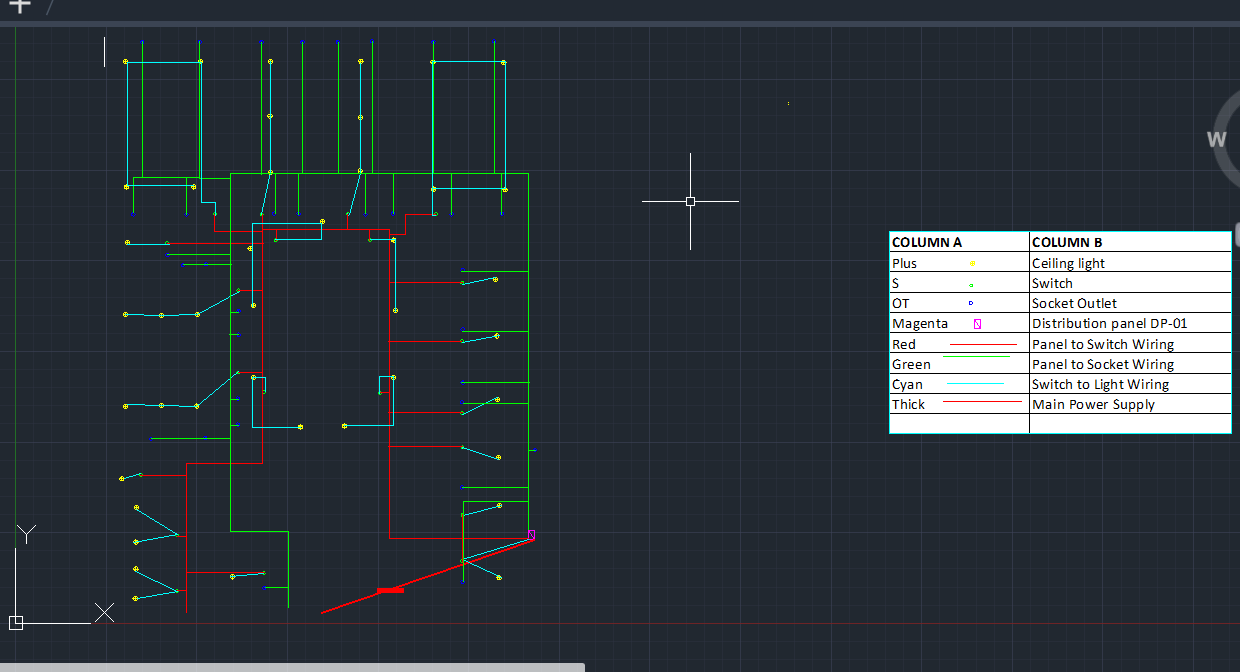 W
COLUMN A COLUMN B
Plus Ceiling light
S Switch
OT Socket Outlet
Magenta Distribution panel DP-01
Red Panel to Switch Wiring
Green Panel to Socket Wiring
Cyan Switch to Light Wiring
Thick Main Power Supply
Y
X